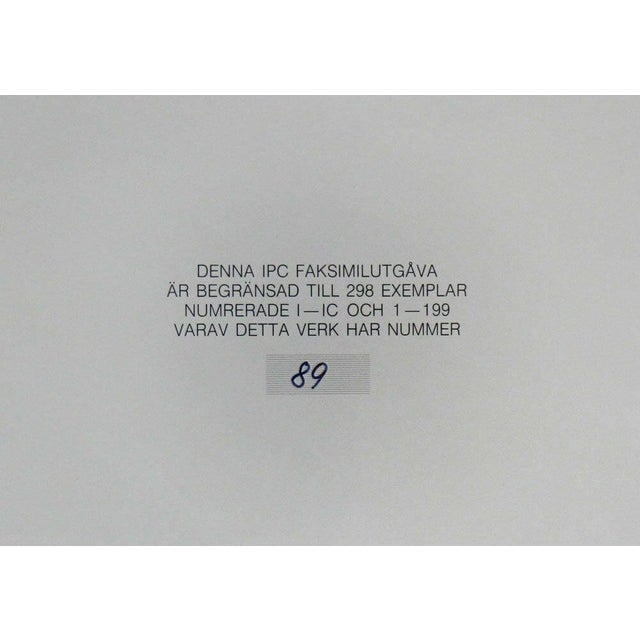 DENNA IPC FAKSIMILUTGÅVA
ÄR BEGRÄNSAD TILL 298 EXEMPLAR
NUMRERADE I—IC OCH 1—199
VARAV DETTA VERK HAR NUMMER
89